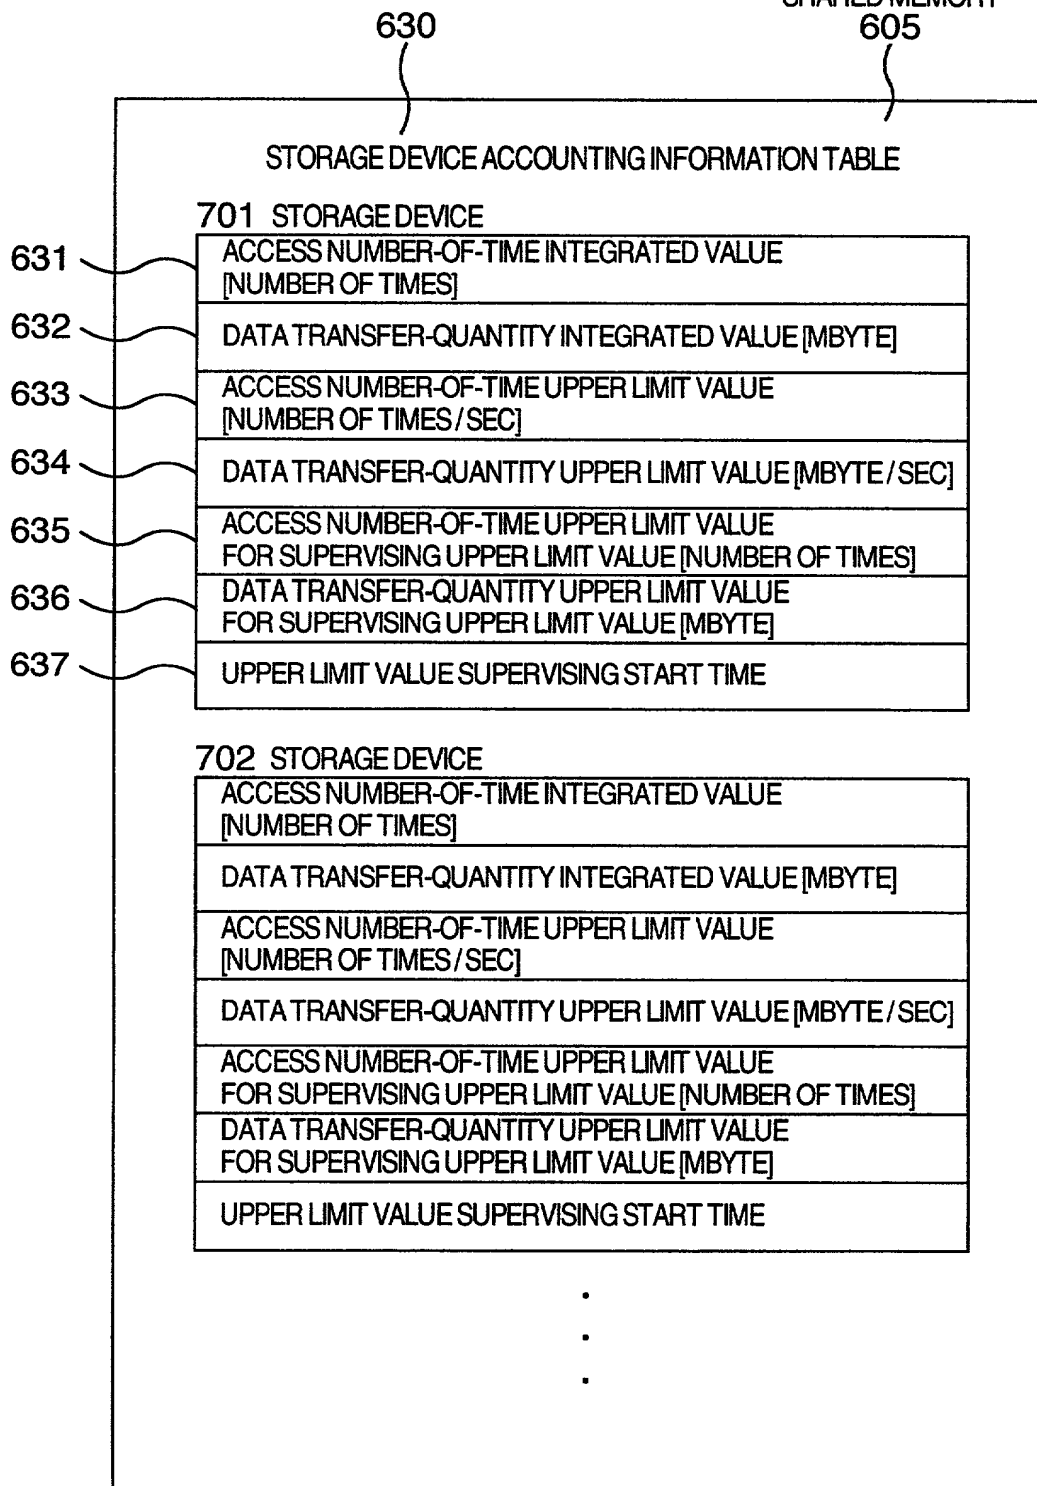 SHARED MEMORY
630 605
STORAGE DEVICE ACCOUNTING INFORMATION TABLE
701 STORAGE DEVICE
631 ACCESS NUMBER-OF-TIME INTEGRATED VALUE
[NUMBER OF TIMES]
632 DATA TRANSFER-QUANTITY INTEGRATED VALUE [MBYTE]
633 ACCESS NUMBER-OF-TIME UPPER LIMIT VALUE
[NUMBER OF TIMES/SEC]
634 DATA TRANSFER-QUANTITY UPPER LIMIT VALUE [MBYTE/SEC]
635 ACCESS NUMBER-OF-TIME UPPER LIMIT VALUE
FOR SUPERVISING UPPER LIMIT VALUE [NUMBER OF TIMES]
636 DATA TRANSFER-QUANTITY UPPER LIMIT VALUE
FOR SUPERVISING UPPER LIMIT VALUE [MBYTE]
637 UPPER LIMIT VALUE SUPERVISING START TIME
702 STORAGE DEVICE
ACCESS NUMBER-OF-TIME INTEGRATED VALUE
[NUMBER OF TIMES]
DATA TRANSFER-QUANTITY INTEGRATED VALUE [MBYTE]
ACCESS NUMBER-OF-TIME UPPER LIMIT VALUE
[NUMBER OF TIMES/SEC]
DATA TRANSFER-QUANTITY UPPER LIMIT VALUE [MBYTE/SEC]
ACCESS NUMBER-OF-TIME UPPER LIMIT VALUE
FOR SUPERVISING UPPER LIMIT VALUE [NUMBER OF TIMES]
DATA TRANSFER-QUANTITY UPPER LIMIT VALUE
FOR SUPERVISING UPPER LIMIT VALUE [MBYTE]
UPPER LIMIT VALUE SUPERVISING START TIME